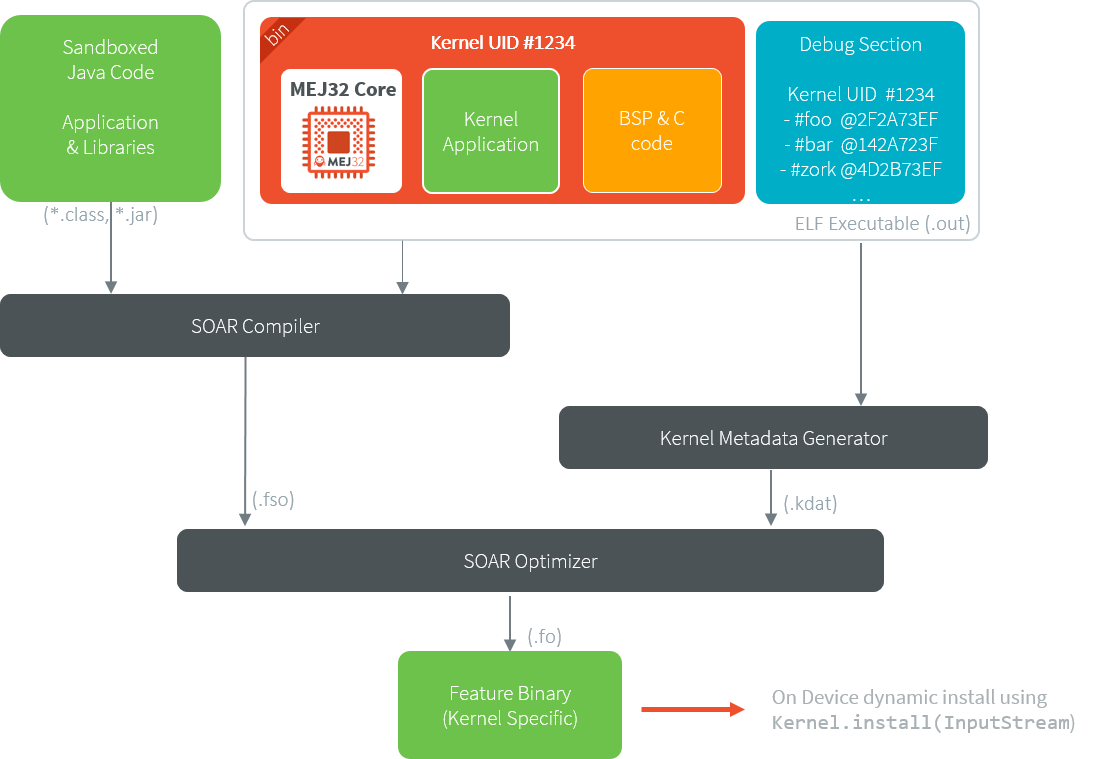 Sandboxed
Java Code
Application
& Libraries
(*.class, *.jar)
bin
Kernel UID #1234
MEJ32 Core
MEJ32
Kernel
Application
BSP & C
code
Debug Section
Kernel UID #1234
- #foo @2F2A73EF
- #bar @142A723F
- #zork @4D2B73EF
...
ELF Executable (.out)
SOAR Compiler
Kernel Metadata Generator
(.fso)
(.kdat)
SOAR Optimizer
(.fo)
Feature Binary
(Kernel Specific)
On Device dynamic install using
Kernel.install(InputStream)